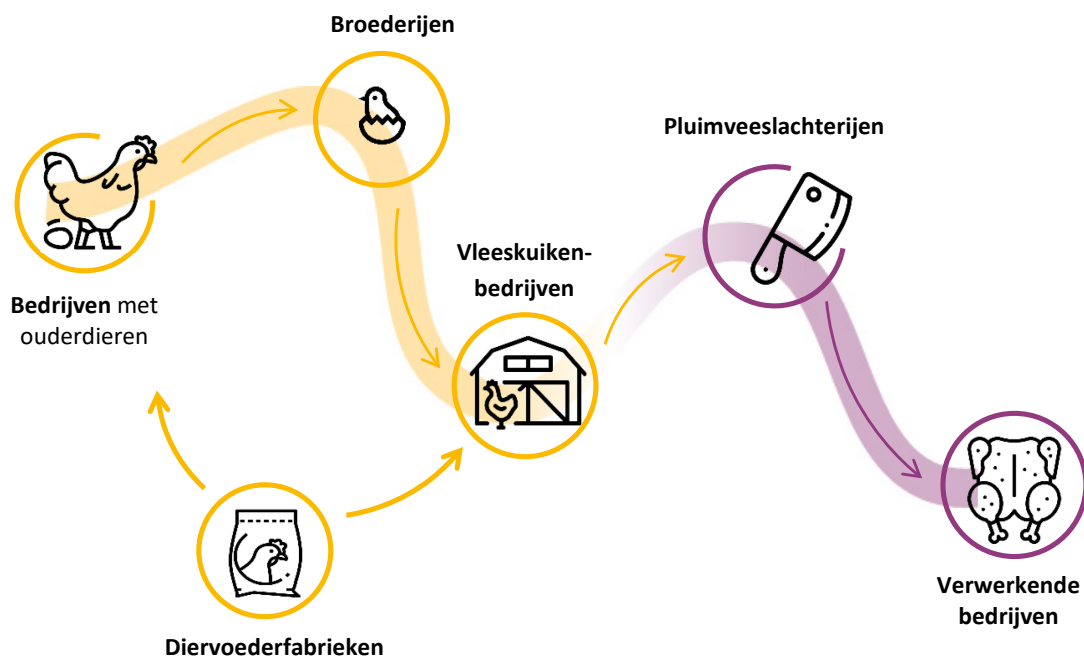 Broederijen
Pluimveeslachterijen
Vleeskuiken-
bedrijven
Bedrijven met
ouderdieren
Verwerkende
bedrijven
Diervoederfabrieken